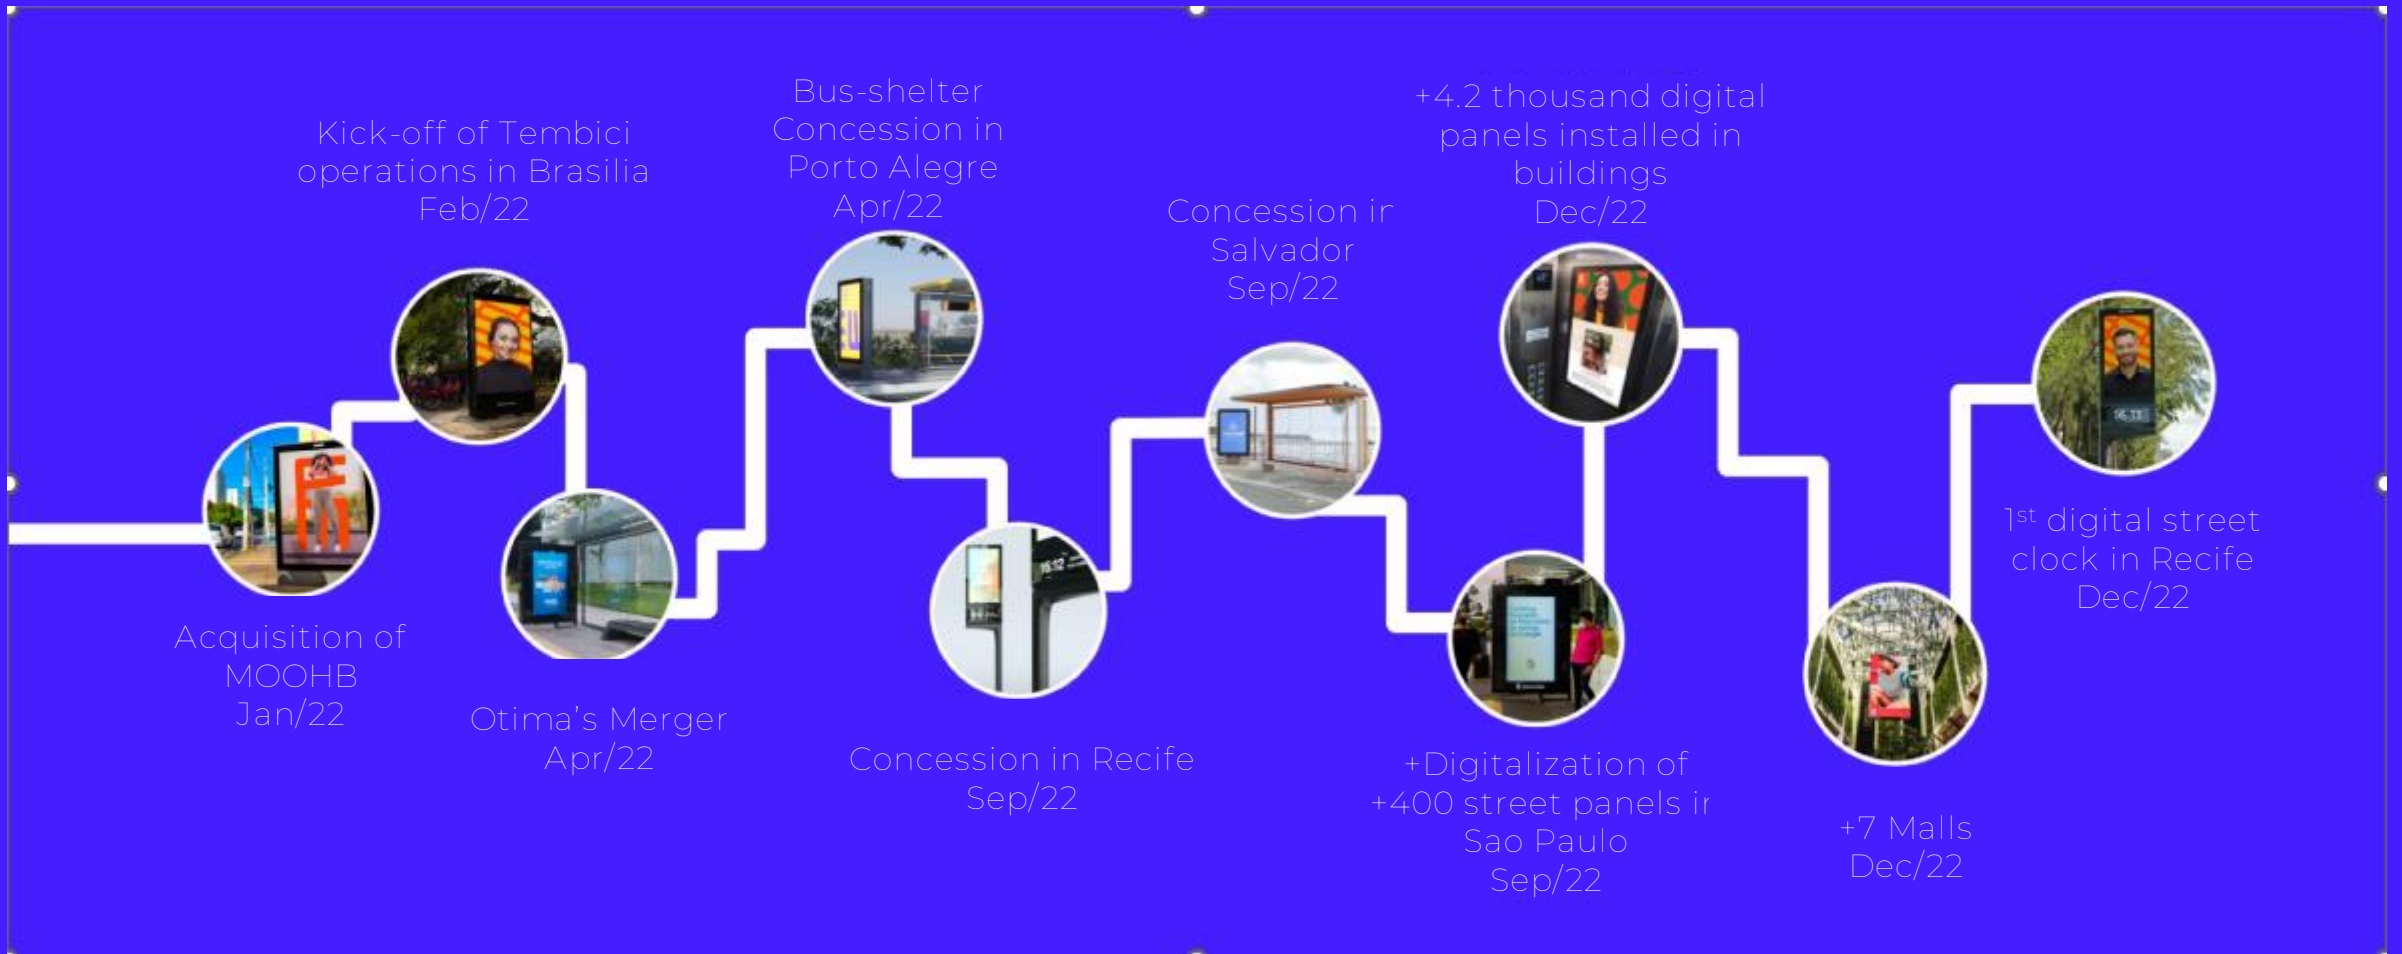 Acquisition of
MOOHB
Jan/22
Kick-off of Tembici
operations in Brasilia
Feb/22
Otima's Merger
Apr/22
Bus-shelter
Concession in
Porto Alegre
Apr/22
Concession in Recife
Sep/22
Concession in
Salvador
Sep/22
+Digitalization of
+400 street panels in
Sao Paulo
Sep/22
+4.2 thousand digital
panels installed in
buildings
Dec/22
+7 Malls
Dec/22
1st digital street
clock in Recife
Dec/22